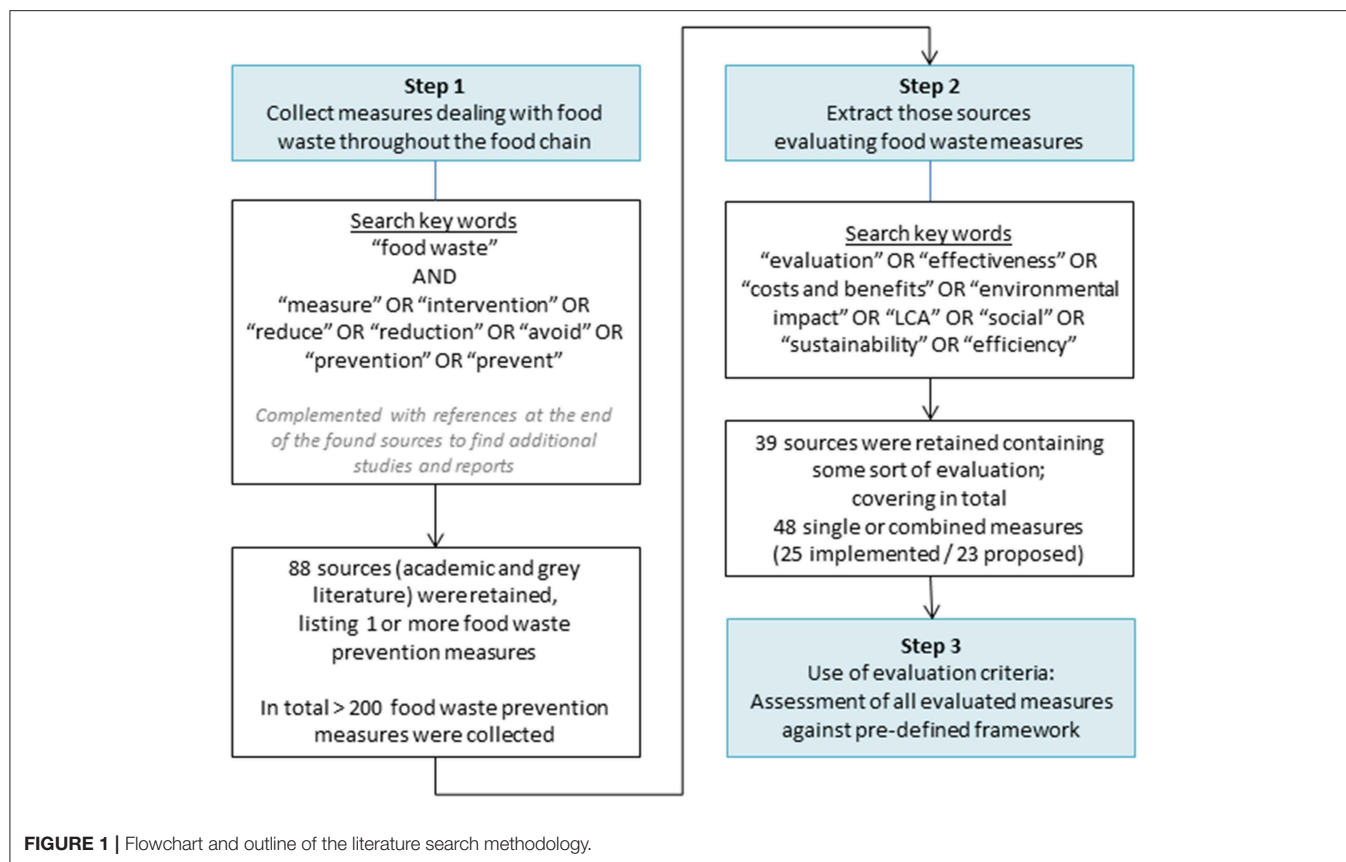 Step 1
Collect measures dealing with food
waste throughout the food chain
Search key words
“food waste”
AND
“measure” OR “intervention” OR
“reduce” OR “reduction” OR “avoid” OR
“prevention” OR “prevent”
Complemented with references at the end
of the found sources to find additional
studies and reports
88 sources (academic and grey
literature) were retained,
listing 1 or more food waste
prevention measures
In total > 200 food waste prevention
measures were collected
Step 2
Extract those sources
evaluating food waste measures
Search key words
“evaluation” OR “effectiveness” OR
“costs and benefits” OR “environmental
impact” OR “LCA” OR “social” OR
“sustainability” OR “efficiency”
39 sources were retained containing
some sort of evaluation;
covering in total
48 single or combined measures
(25 implemented / 23 proposed)
Step 3
Use of evaluation criteria:
Assessment of all evaluated measures
against pre-defined framework
FIGURE 1 | Flowchart and outline of the literature search methodology.